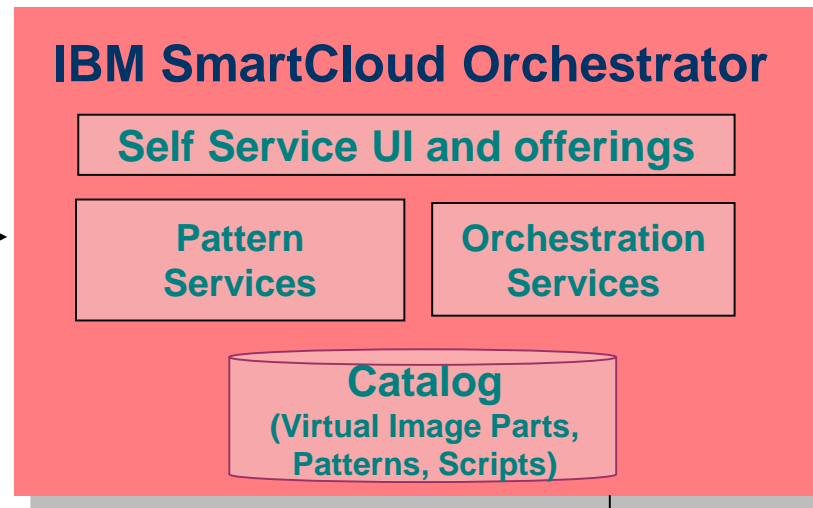 IBM SmartCloud Orchestrator
Self Service UI and offerings
Pattern
Services
Orchestration
Services
Catalog
(Virtual Image Parts,
Patterns, Scripts)